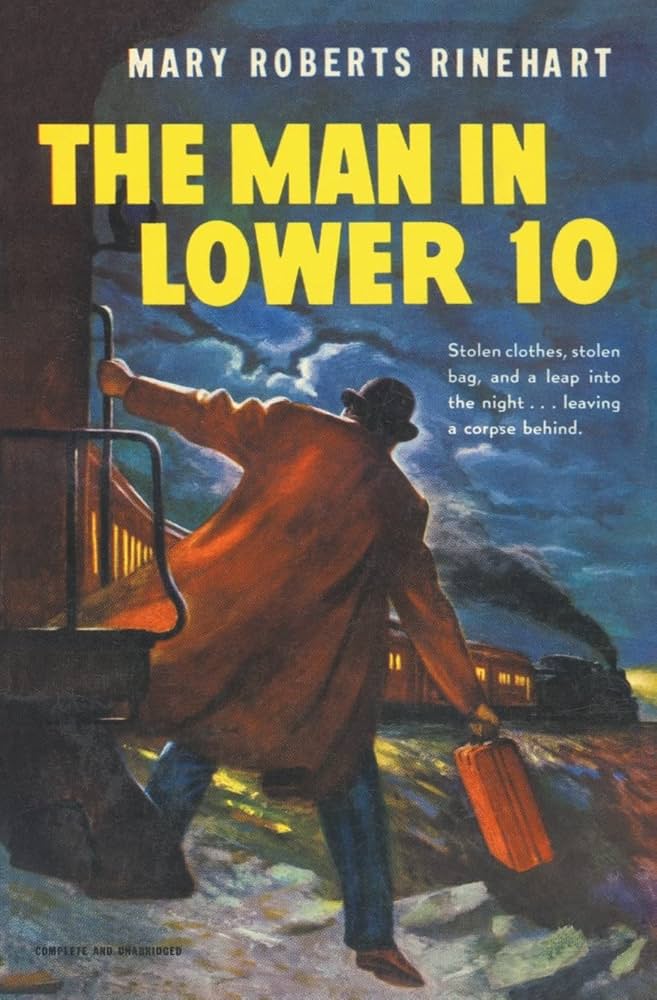 MARY ROBERTS RINEHART
THE MAN IN
LOWER 10
Stolen clothes, stolen
bag, and a leap into
the night . . . leaving
a corpse behind.
COMPLETE AND UNABRIDGED